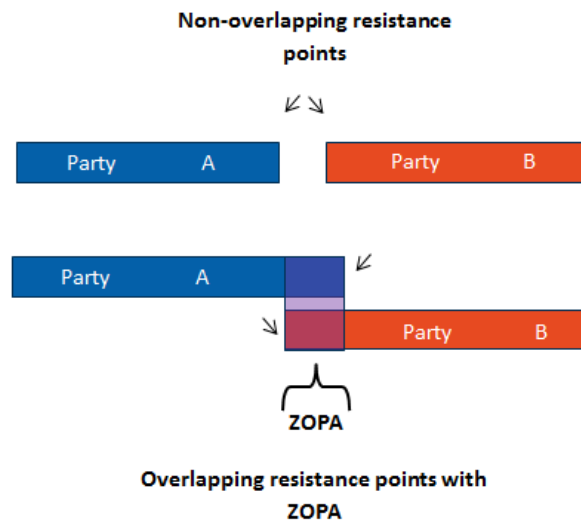 Non-overlapping resistance
points
Party A Party B
Party A
Party B
ZOPA
Overlapping resistance points with
ZOPA